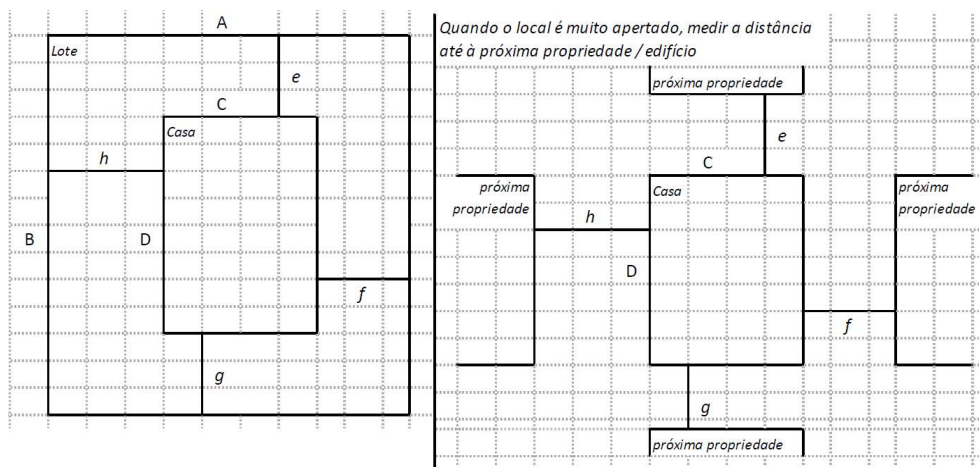 A
Lote
e
C
Casa
h
B
D
f
g
Quando o local é muito apertado, medir a distância
até à próxima propriedade / edifício
próxima propriedade
e
C
próxima
propriedade
Casa
próxima
propriedade
h
D
f
g
próxima propriedade